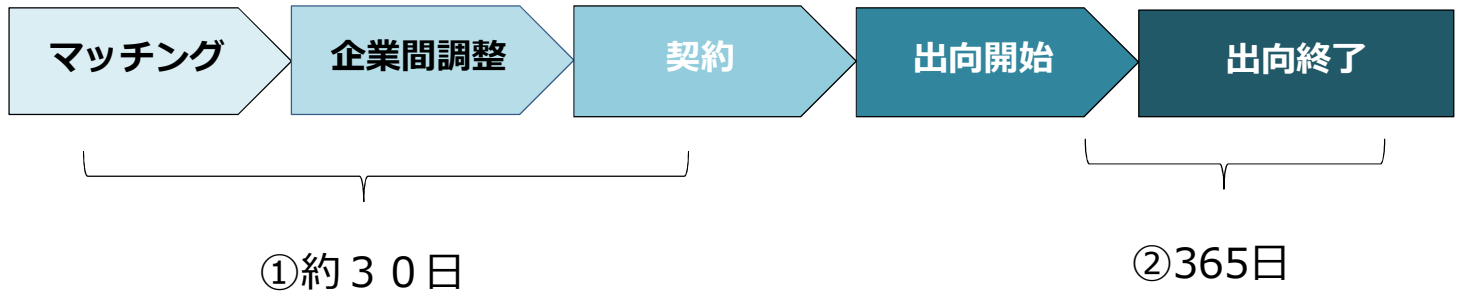 マッチング
企業間調整
契約
出向開始
出向終了
①約３０日
②365日